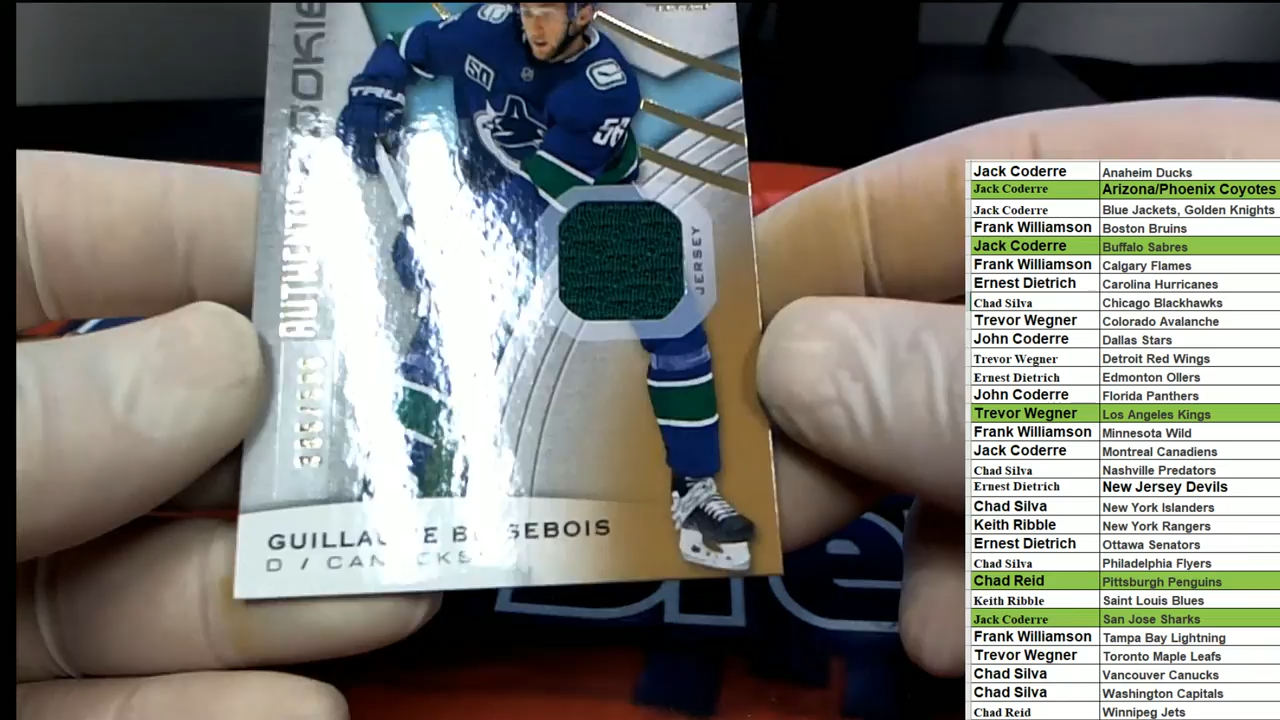 AUTHENTIC ROOKIE
50
TRUE
56
JERSEY
D / CANUCKS
Jack Coderre Anaheim Ducks
Jack Coderre Arizona/Phoenix Coyotes
Jack Coderre Blue Jackets, Golden Knights
Frank Williamson Boston Bruins
Jack Coderre Buffalo Sabres
Frank Williamson Calgary Flames
Ernest Dietrich Carolina Hurricanes
Chad Silva Chicago Blackhawks
Trevor Wegner Colorado Avalanche
John Coderre Dallas Stars
Trevor Wegner Detroit Red Wings
Ernest Dietrich Edmonton Ollers
John Coderre Florida Panthers
Trevor Wegner Los Angeles Kings
Frank Williamson Minnesota Wild
Jack Coderre Montreal Canadiens
Chad Silva Nashville Predators
Ernest Dietrich New Jersey Devils
Chad Silva New York Islanders
Keith Ribble New York Rangers
Ernest Dietrich Ottawa Senators
Chad Silva Philadelphia Flyers
Chad Reid Pittsburgh Penguins
Keith Ribble Saint Louis Blues
Jack Coderre San Jose Sharks
Frank Williamson Tampa Bay Lightning
Trevor Wegner Toronto Maple Leafs
Chad Silva Vancouver Canucks
Chad Silva Washington Capitals
Chad Reid Winnipeg Jets